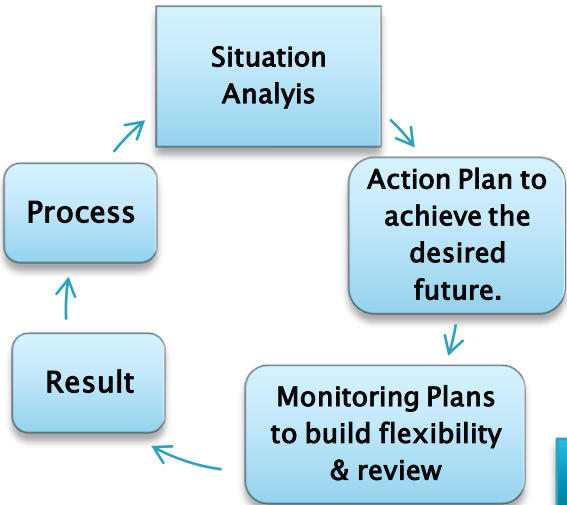 Situation
Analyis
Action Plan to
achieve the
desired
future.
Monitoring Plans
to build flexibility
& review
Result
Process